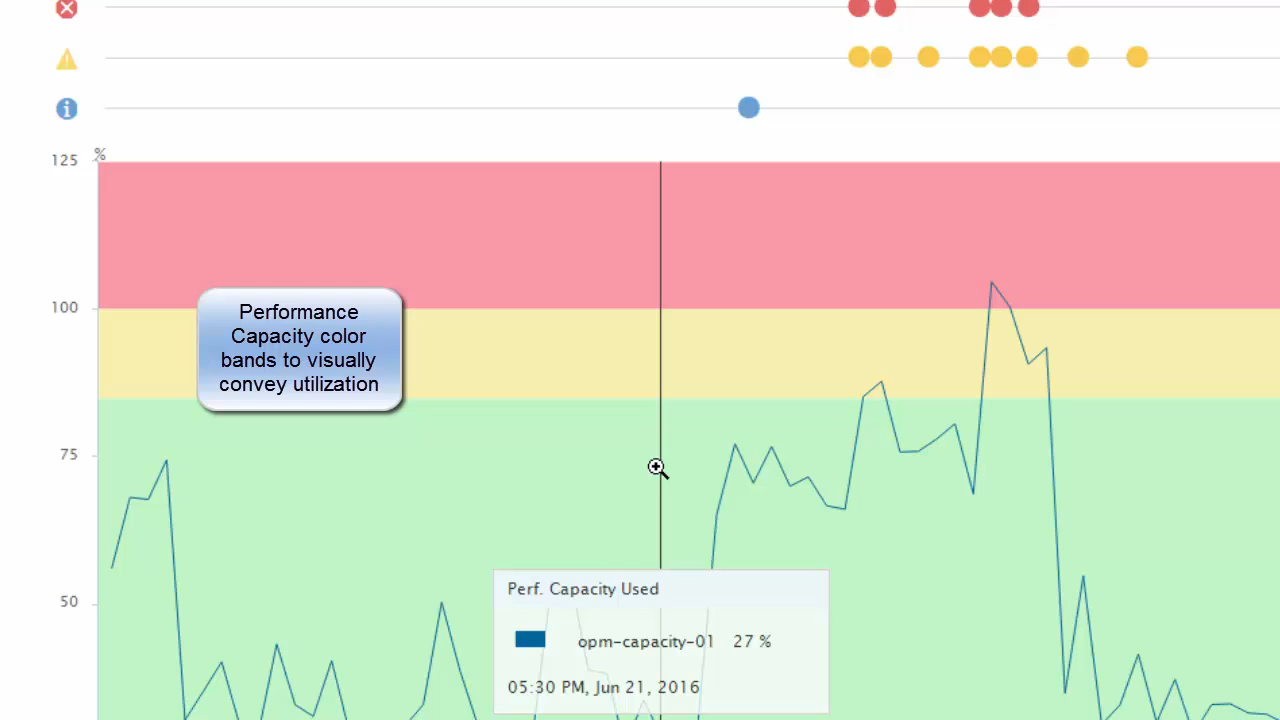 %
125
100
Performance
Capacity color
bands to visually
convey utilization
75
50
Perf. Capacity Used
opm-capacity-01 27 %
05:30 PM, Jun 21, 2016